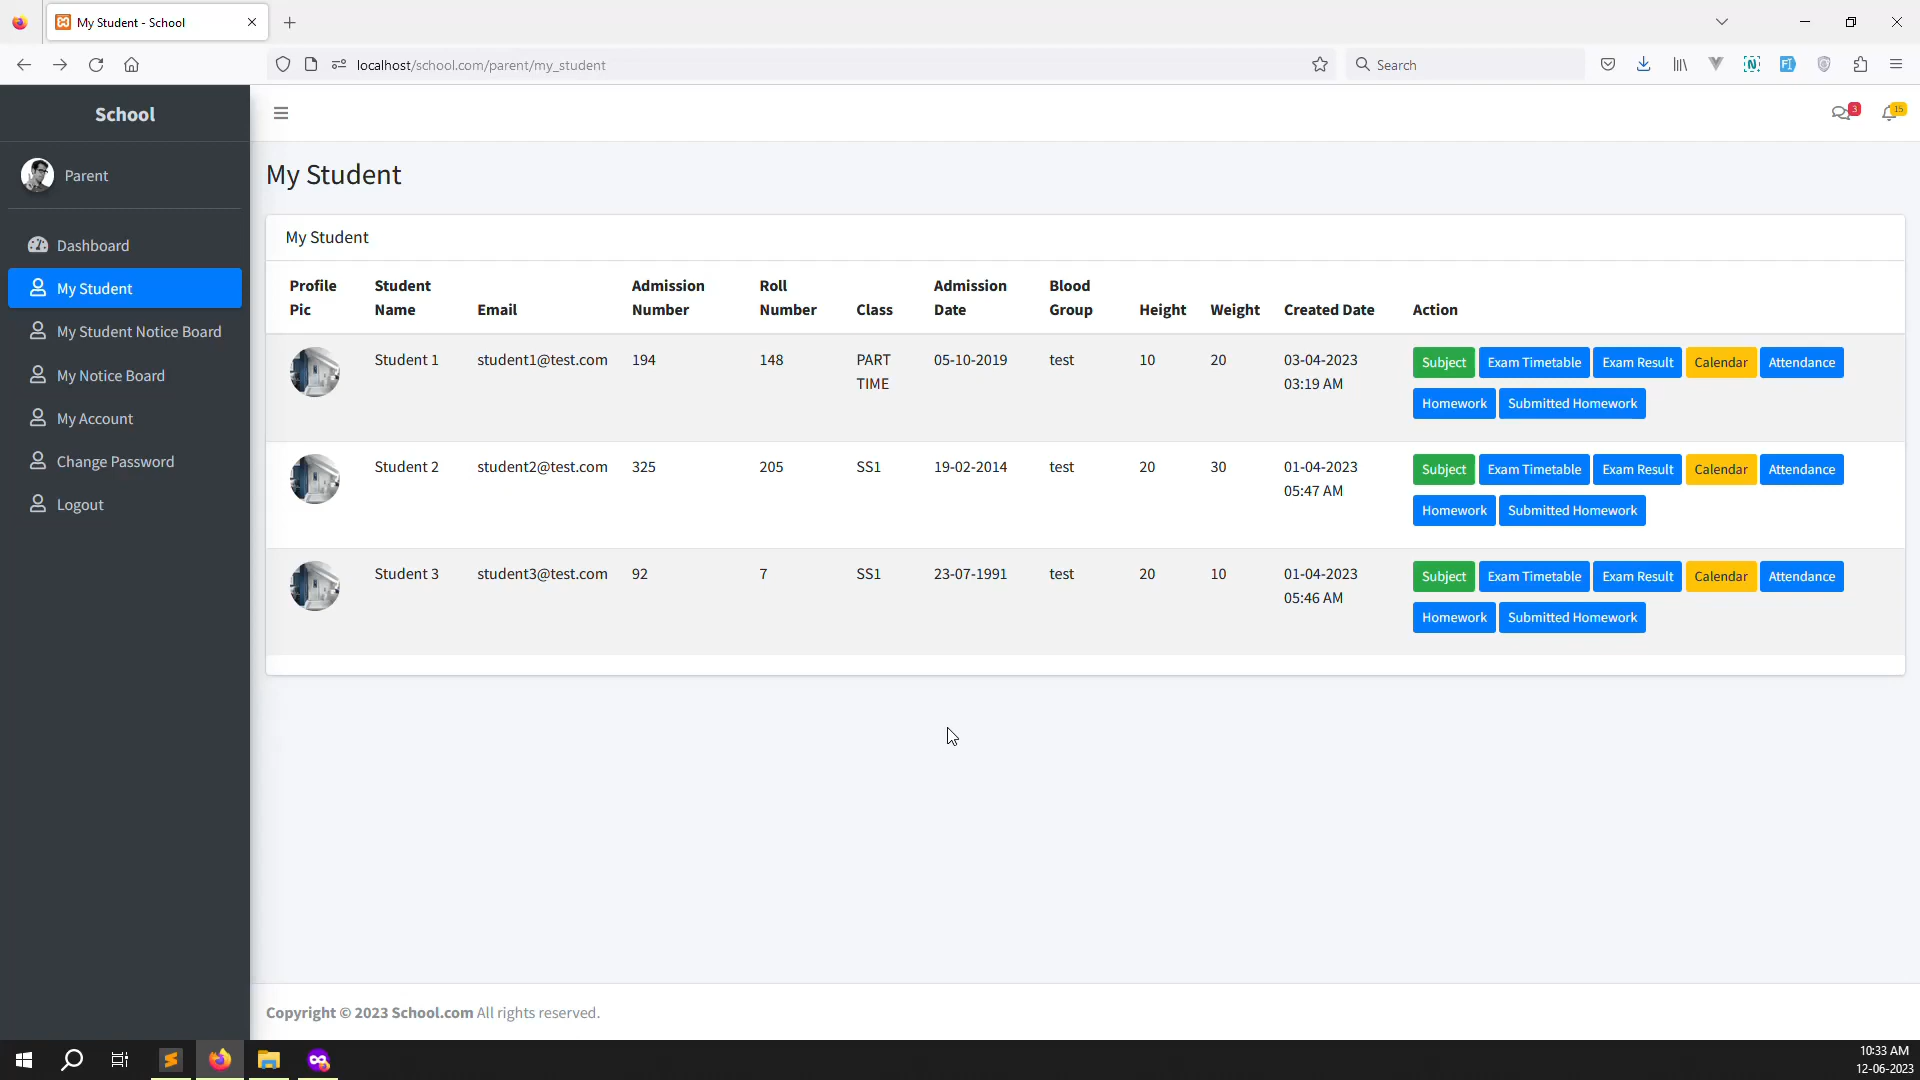 My Student - School
localhost/school.com/parent/my_student
Search
School
3
15
Parent
Dashboard
My Student
My Student Notice Board
My Notice Board
My Account
Change Password
Logout
My Student
My Student
Profile Pic Student Name Email Admission Number Roll Number Class Admission Date Blood Group Height Weight Created Date Action
Student 1 student1@test.com 194 148 PART TIME 05-10-2019 test 10 20 03-04-2023 03:19 AM Subject Exam Timetable Exam Result Calendar Attendance
Homework Submitted Homework
Student 2 student2@test.com 325 205 SS1 19-02-2014 test 20 30 01-04-2023 05:47 AM Subject Exam Timetable Exam Result Calendar Attendance
Homework Submitted Homework
Student 3 student3@test.com 92 7 SS1 23-07-1991 test 20 10 01-04-2023 05:46 AM Subject Exam Timetable Exam Result Calendar Attendance
Homework Submitted Homework
Copyright © 2023 School.com All rights reserved.
10:33 AM
12-06-2023